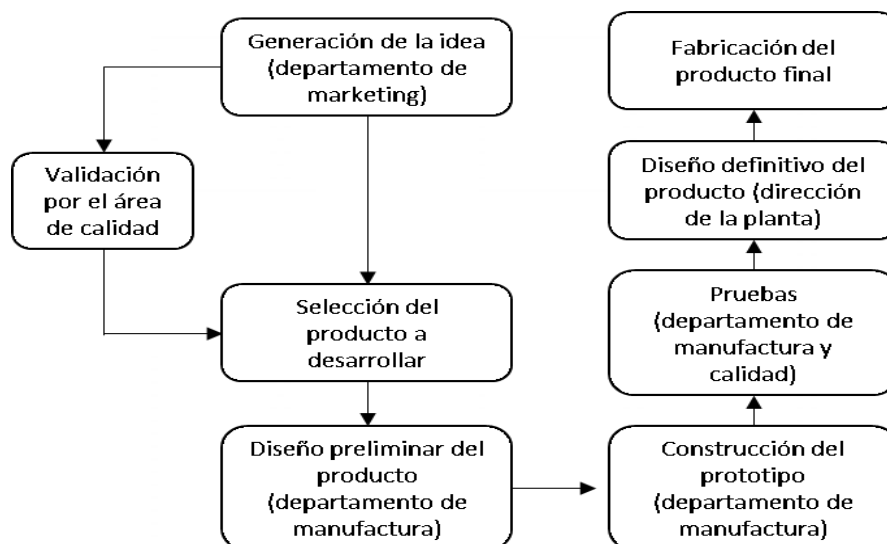 Generación de la idea
(departamento de
marketing)
Validación
por el área
de calidad
Selección del
producto a
desarrollar
Diseño preliminar del
producto
(departamento de
manufactura)
Construcción del
prototipo
(departamento de
manufactura)
Pruebas
(departamento de
manufactura y
calidad)
Diseño definitivo del
producto (dirección
de la planta)
Fabricación del
producto final